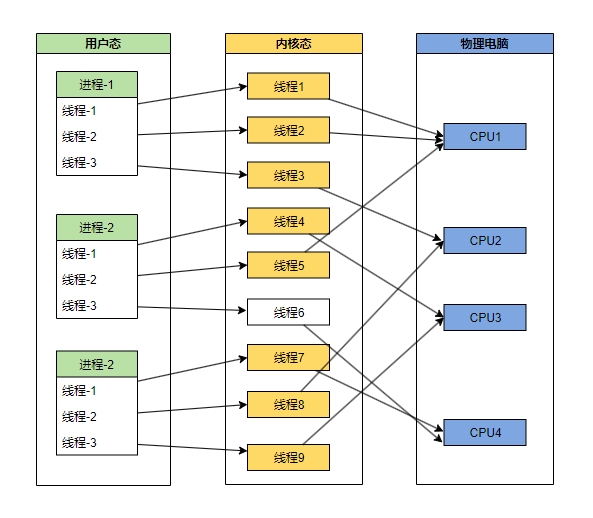 用户态
内核态
物理电脑
进程-1
线程-1
线程-2
线程-3
进程-2
线程-1
线程-2
线程-3
进程-2
线程-1
线程-2
线程-3
线程1
线程2
线程3
线程4
线程5
线程6
线程7
线程8
线程9
CPU1
CPU2
CPU3
CPU4